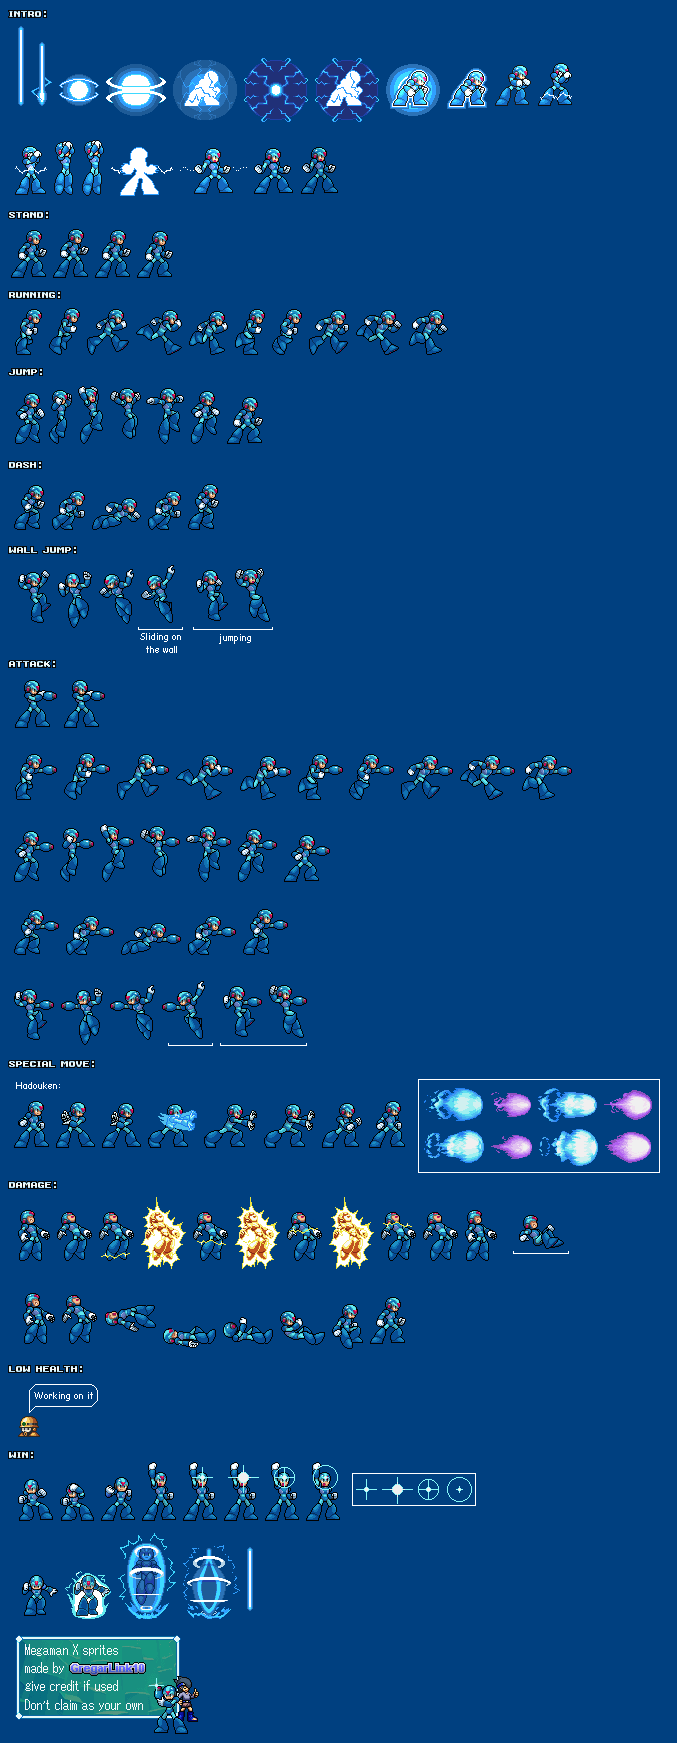 INTRO:
STAND:
RUNNING:
JUMP:
DASH:
WALL JUMP:
Sliding on
the wall
jumping
ATTACK:
SPECIAL MOVE:
Hadouken:
DAMAGE:
LOW HEALTH:
Working on it
WIN:
Megaman X sprites
made by GregarLink10
give credit if used
Don't claim as your own